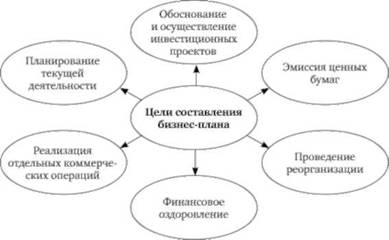 Обоснование
и осуществление
инвестиционных
проектов
Планирование
текущей
деятельности
Эмиссия ценных
бумаг
Цели составления
бизнес-плана
Реализация
отдельных коммерче-
ских операций
Проведение
реорганизации
Финансовое
оздоровление